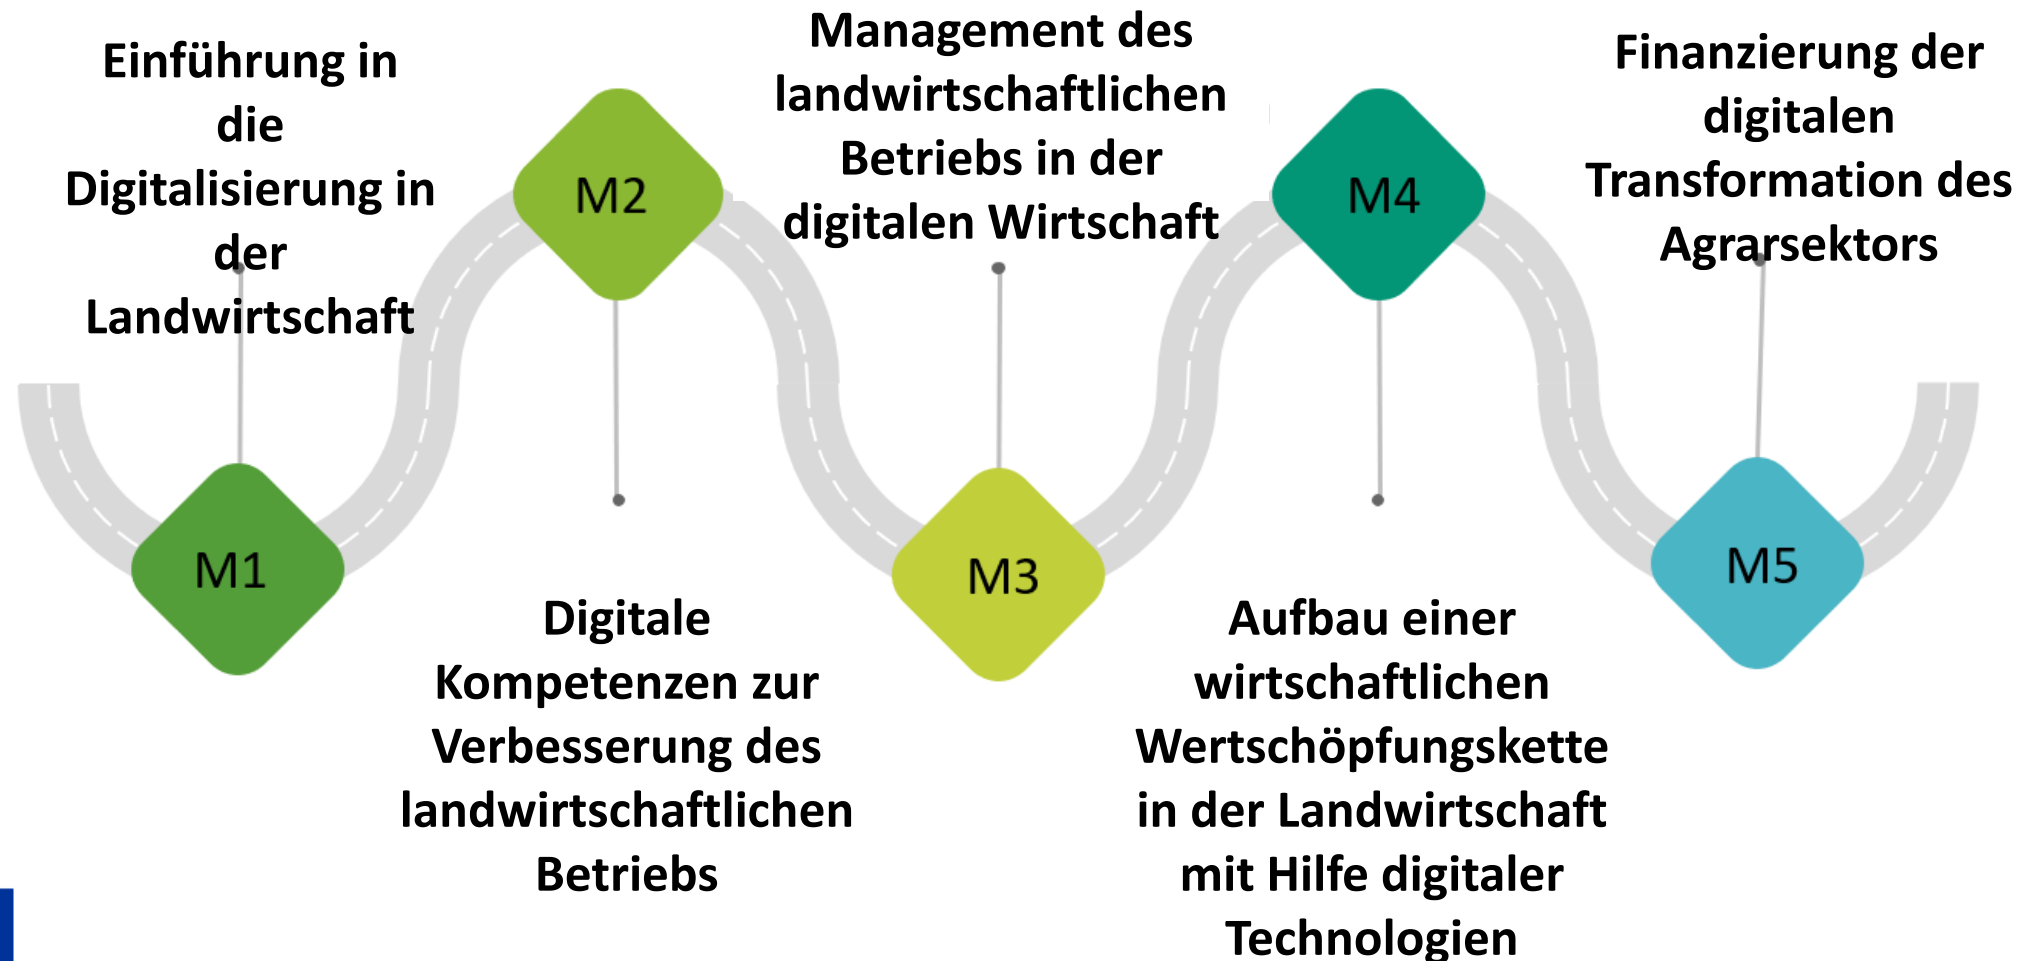 Einführung in
die
Digitalisierung in
der
Landwirtschaft
M1
M2
Digitale
Kompetenzen zur
Verbesserung des
landwirtschaftlichen
Betriebs
Management des
landwirtschaftlichen
Betriebs in der
digitalen Wirtschaft
M3
M4
Aufbau einer
wirtschaftlichen
Wertschöpfungskette
in der Landwirtschaft
mit Hilfe digitaler
Technologien
Finanzierung der
digitalen
Transformation des
Agrarsektors
M5